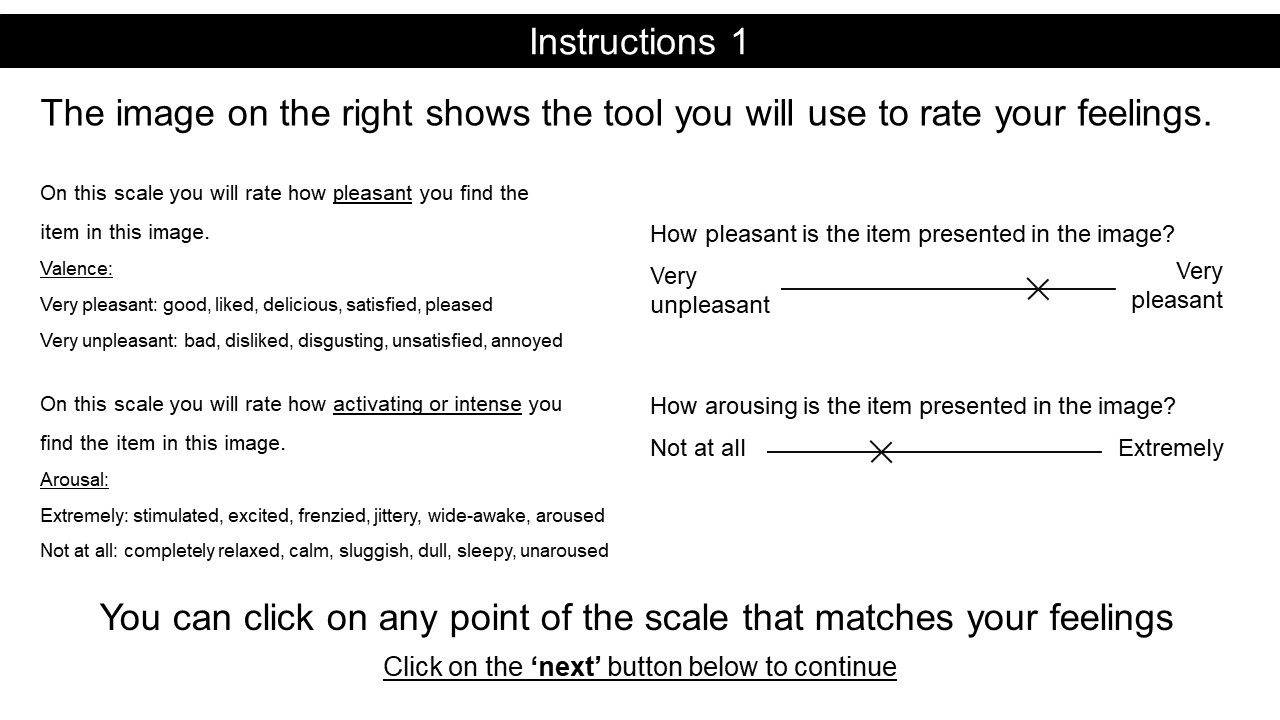 Instructions 1
The image on the right shows the tool you will use to rate your feelings.
On this scale you will rate how pleasant you find the
item in this image.
Valence:
Very pleasant: good, liked, delicious, satisfied, pleased
Very unpleasant: bad, disliked, disgusting, unsatisfied, annoyed
How pleasant is the item presented in the image?
Very
unpleasant
Very
pleasant
On this scale you will rate how activating or intense you
find the item in this image.
Arousal:
Extremely: stimulated, excited, frenzied, jittery, wide-awake, aroused
Not at all: completely relaxed, calm, sluggish, dull, sleepy, unaroused
How arousing is the item presented in the image?
Not at all
Extremely
You can click on any point of the scale that matches your feelings
Click on the ‘next’ button below to continue